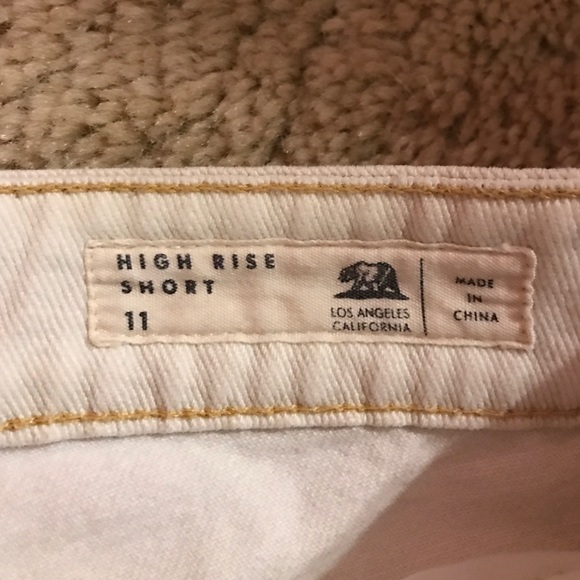 HIGH RISE
SHORT
11
LOS ANGELES
CALIFORNIA
MADE
IN
CHINA